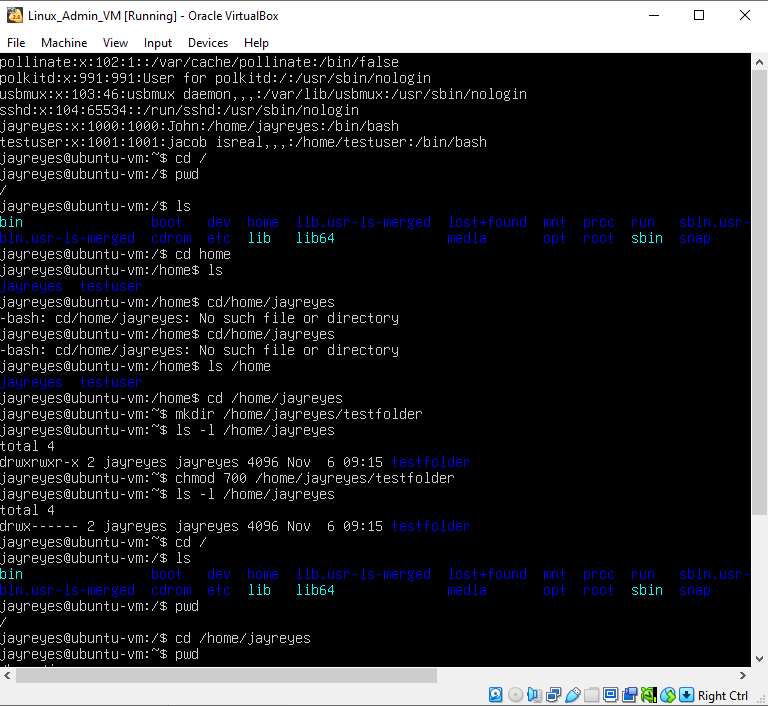 Linux_Admin_VM [Running] - Oracle VirtualBox
File Machine View Input Devices Help
pollinate:x:102:1::/var/cache/pollinate:/bin/false
polkitd:x:991:991:User for polkitd:/:/usr/sbin/nologin
usbmux:x:103:46:usbmux daemon,,,:/var/lib/usbmux:/usr/sbin/nologin
sshd:x:104:65534::/run/sshd:/usr/sbin/nologin
jayreyes:x:1000:1000:John:/home/jayreyes:/bin/bash
testuser:x:1001:1001:jacob isreal,,,:/home/testuser:/bin/bash
jayreyes@ubuntu-vm:~$ cd /
jayreyes@ubuntu-vm:/$ pwd
/
jayreyes@ubuntu-vm:/$ ls
bin boot dev home lib.usr-is-merged lost+found mnt proc run sbin.usr-
bin.usr-is-merged cdrom etc lib lib64 media opt root sbin snap
jayreyes@ubuntu-vm:/$ cd home
jayreyes@ubuntu-vm:/home$ ls
jayreyes testuser
jayreyes@ubuntu-vm:/home$ cd/home/jayreyes
-bash: cd/home/jayreyes: No such file or directory
jayreyes@ubuntu-vm:/home$ cd/home/jayreyes
-bash: cd/home/jayreyes: No such file or directory
jayreyes@ubuntu-vm:/home$ ls /home
jayreyes testuser
jayreyes@ubuntu-vm:/home$ cd /home/jayreyes
jayreyes@ubuntu-vm:~$ mkdir /home/jayreyes/testfolder
jayreyes@ubuntu-vm:~$ ls -l /home/jayreyes
total 4
drwxrwxr-x 2 jayreyes jayreyes 4096 Nov  6 09:15 testfolder
jayreyes@ubuntu-vm:~$ chmod 700 /home/jayreyes/testfolder
jayreyes@ubuntu-vm:~$ ls -l /home/jayreyes
total 4
drwx------ 2 jayreyes jayreyes 4096 Nov  6 09:15 testfolder
jayreyes@ubuntu-vm:~$ cd /
jayreyes@ubuntu-vm:/$ ls
bin boot dev home lib.usr-is-merged lost+found mnt proc run sbin.usr-
bin.usr-is-merged cdrom etc lib lib64 media opt root sbin snap
jayreyes@ubuntu-vm:/$ pwd
/
jayreyes@ubuntu-vm:/$ cd /home/jayreyes
jayreyes@ubuntu-vm:~$ pwd
Right Ctrl